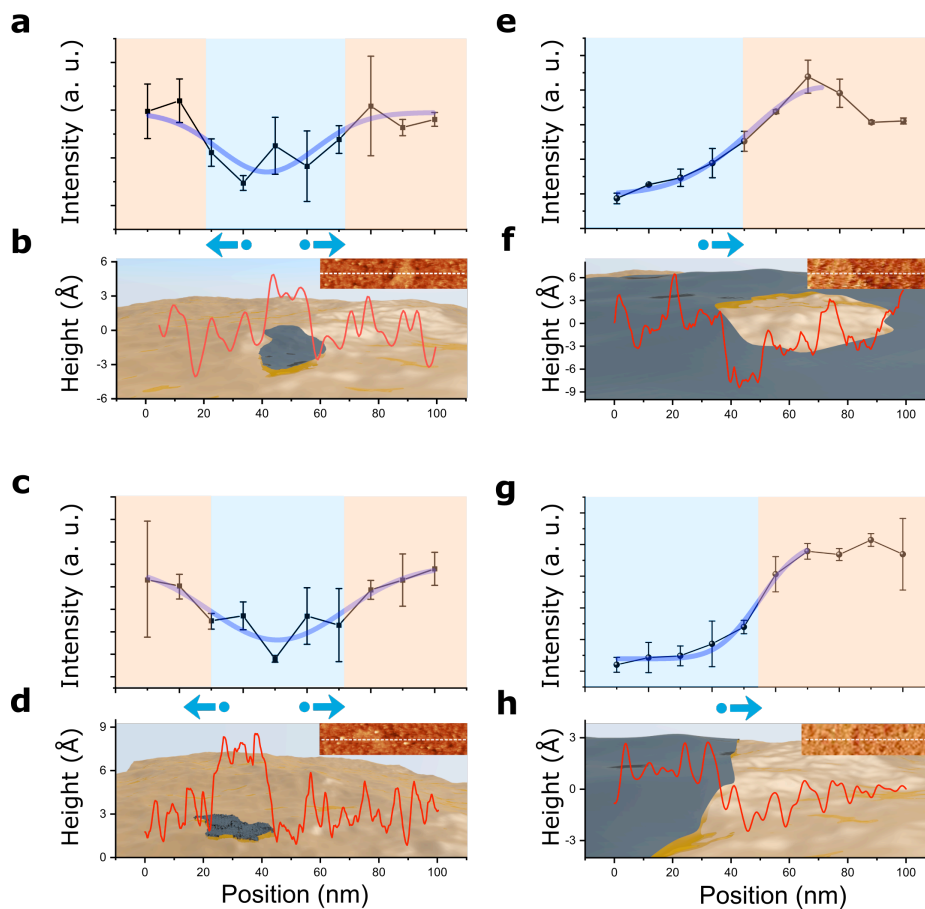 a
Intensity (a. u.)
b
Height (Å)
6
3
0
-3
-6
0 20 40 60 80 100
c
Intensity (a. u.)
d
Height (Å)
9
6
3
0
0 20 40 60 80 100
Position (nm)
e
Intensity (a. u.)
f
Height (Å)
6
3
0
-3
-6
-9
0 20 40 60 80 100
g
Intensity (a. u.)
h
Height (Å)
3
0
-3
0 20 40 60 80 100
Position (nm)